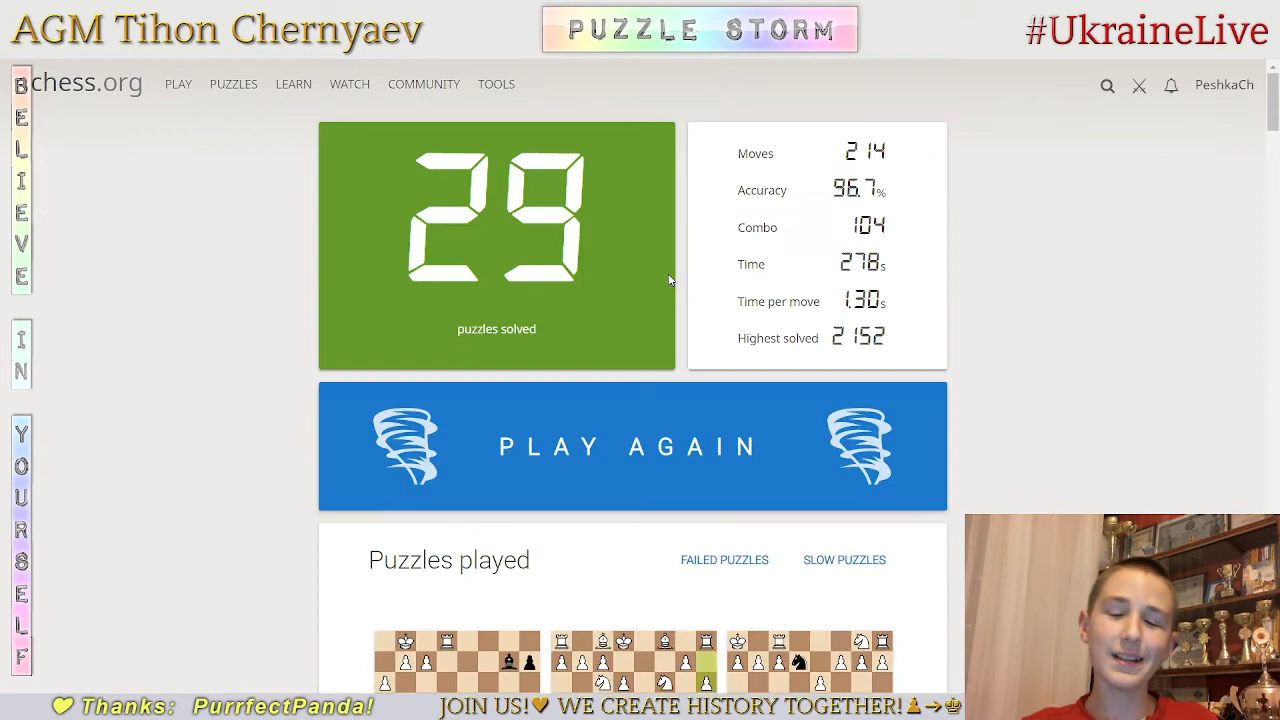 AGM Tihon Chernyaev
PUZZLE STORM
#UkraineLive
chess.org
PLAY
PUZZLES
LEARN
WATCH
COMMUNITY
TOOLS
PeshkaCh
BELIEVE
IN
YOURSELF
29
puzzles solved
Moves 214
Accuracy 96.7%
Combo 104
Time 278s
Time per move 1.30s
Highest solved 2152
PLAY AGAIN
Puzzles played
FAILED PUZZLES
SLOW PUZZLES
Thanks: PurrfectPanda!
JOIN US!🧡 WE CREATE HISTORY TOGETHER!♟→♚